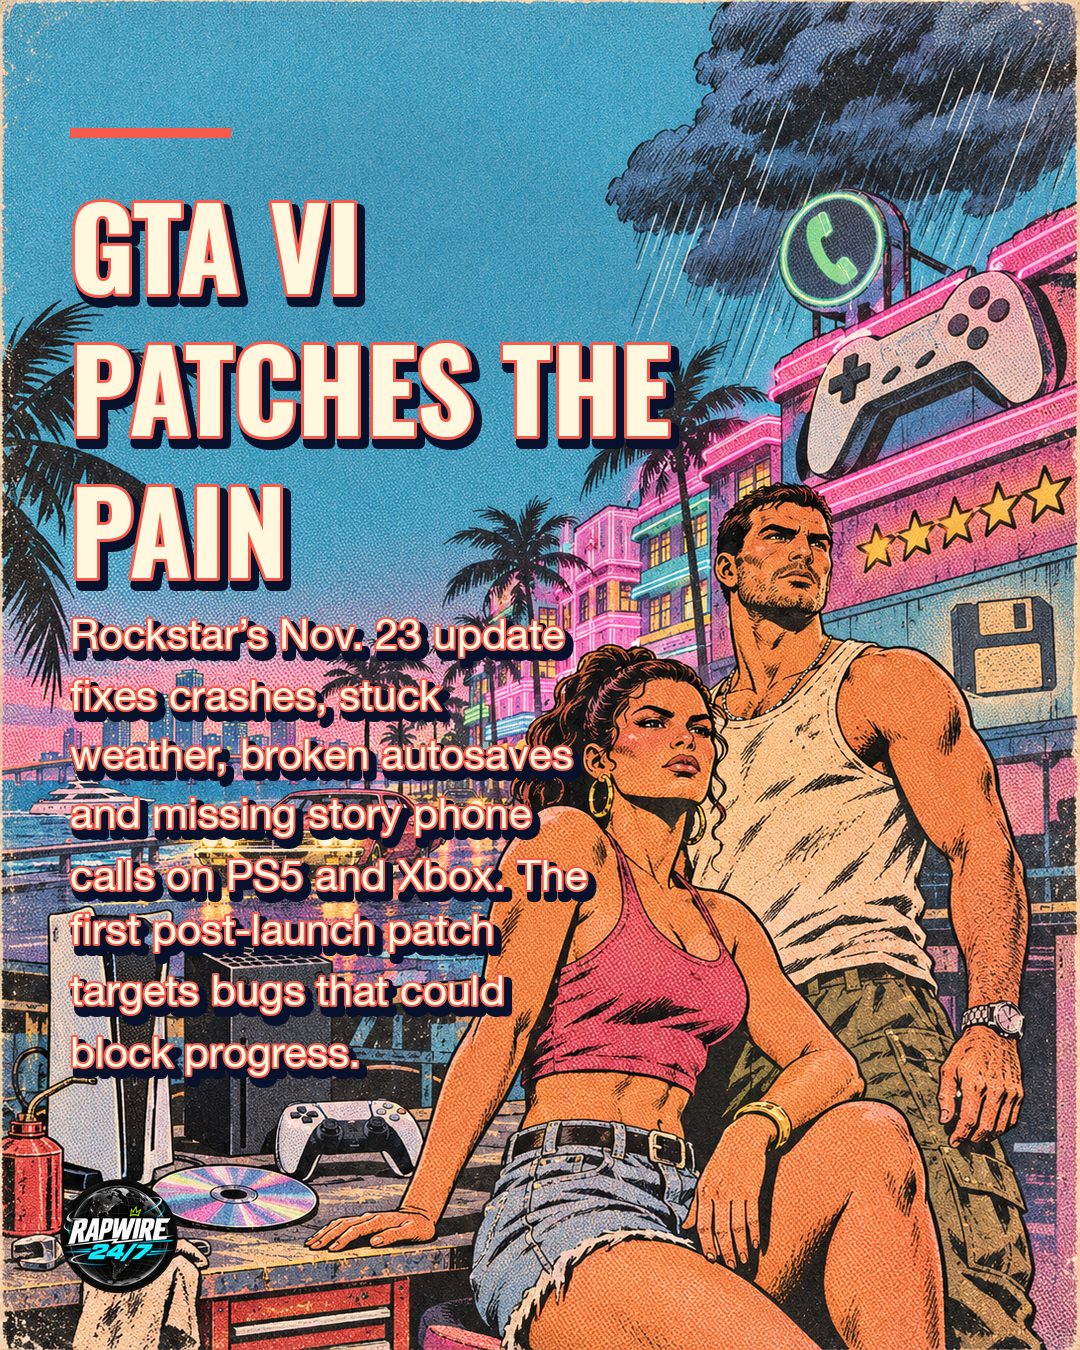 GTA VI
PATCHES THE
PAIN
Rockstar’s Nov. 23 update
fixes crashes, stuck
weather, broken autosaves
and missing story phone
calls on PS5 and Xbox. The
first post-launch patch
targets bugs that could
block progress.
RAPWIRE
24/7